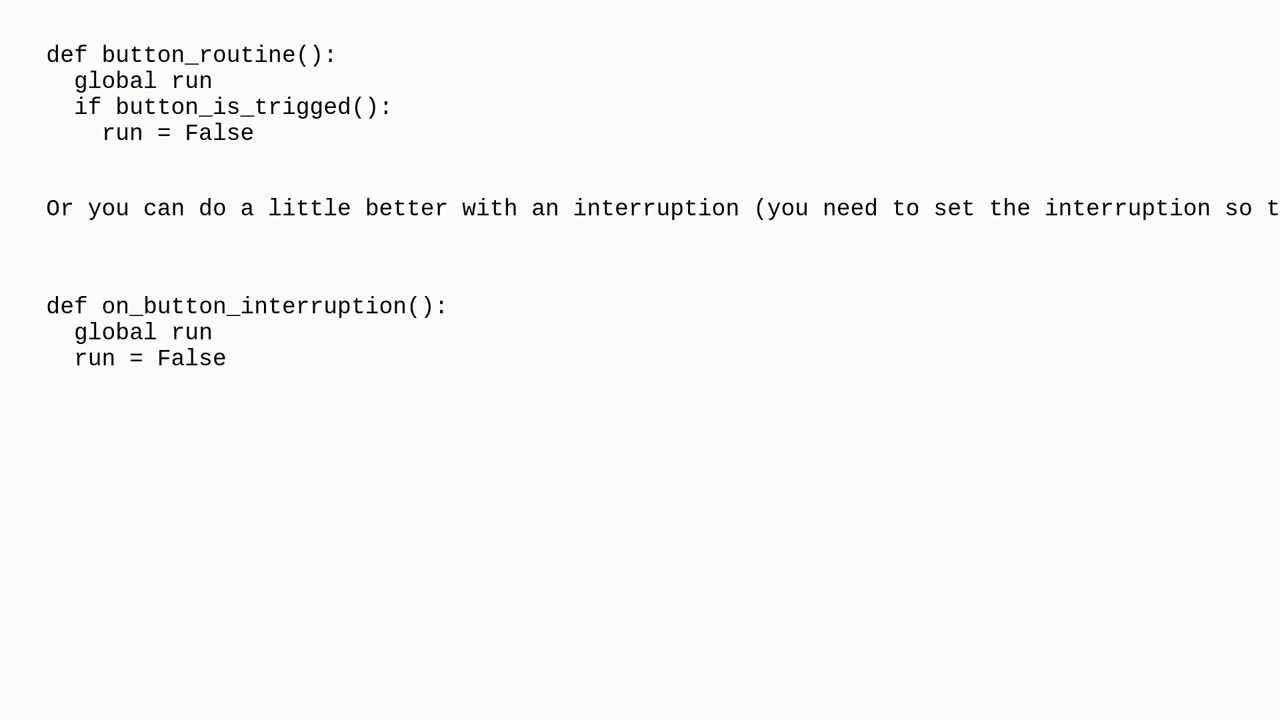 def button_routine():
  global run
  if button_is_trigged():
    run = False
Or you can do a little better with an interruption (you need to set the interruption so
def on_button_interruption():
  global run
  run = False